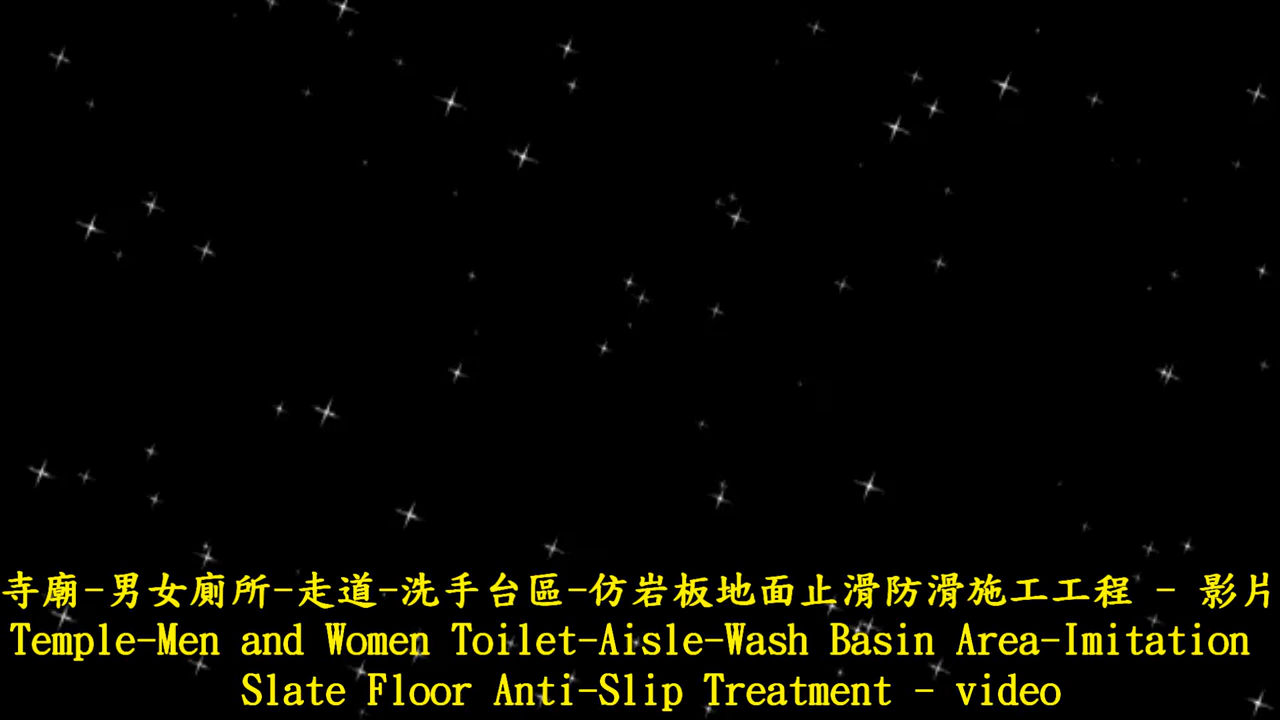 寺廟-男女廁所-走道-洗手台區-仿岩板地面止滑防滑施工工程 - 影片
Temple-Men and Women Toilet-Aisle-Wash Basin Area-Imitation
Slate Floor Anti-Slip Treatment - video